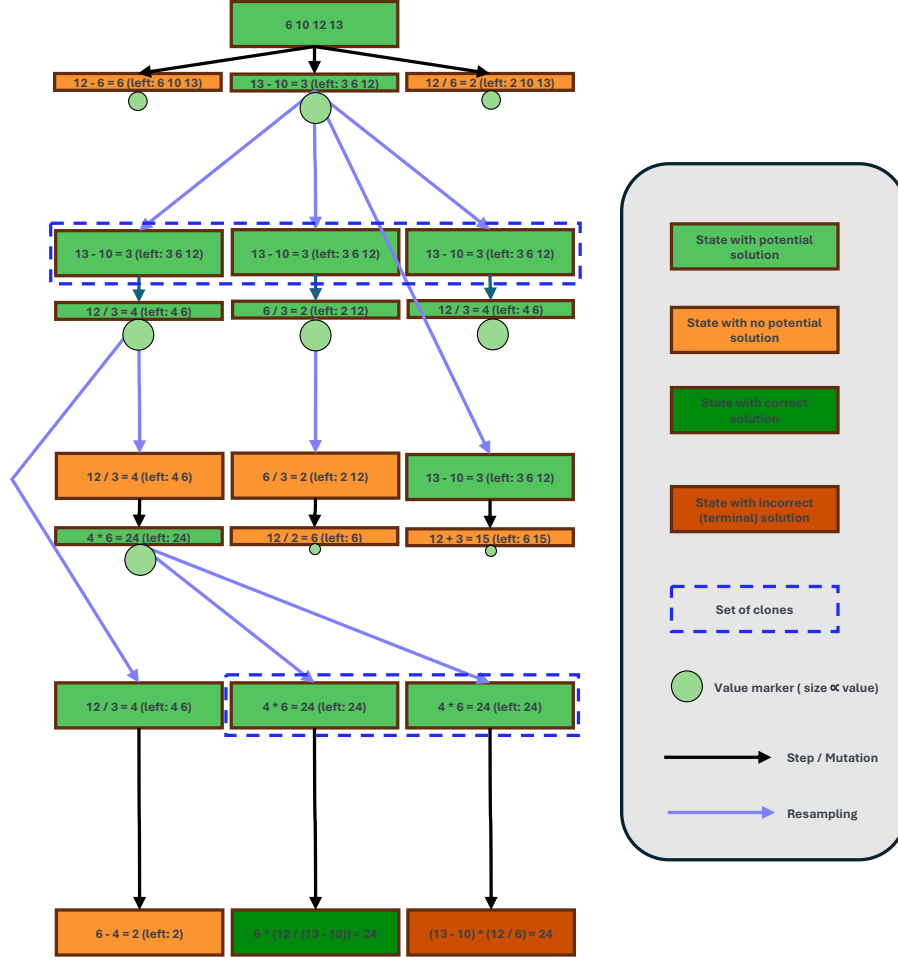 6 10 12 13
12 - 6 = 6 (left: 6 10 13)
13 - 10 = 3 (left: 3 6 12)
12 / 6 = 2 (left: 2 10 13)
13 - 10 = 3 (left: 3 6 12)
13 - 10 = 3 (left: 3 6 12)
13 - 10 = 3 (left: 3 6 12)
12 / 3 = 4 (left: 4 6)
6 / 3 = 2 (left: 2 12)
12 / 3 = 4 (left: 4 6)
12 / 3 = 4 (left: 4 6)
6 / 3 = 2 (left: 2 12)
13 - 10 = 3 (left: 3 6 12)
4 * 6 = 24 (left: 24)
12 / 2 = 6 (left: 6)
12 + 3 = 15 (left: 6 15)
12 / 3 = 4 (left: 4 6)
4 * 6 = 24 (left: 24)
4 * 6 = 24 (left: 24)
6 - 4 = 2 (left: 2)
6 * (12 / (13 - 10)) = 24
(13 - 10) * (12 / 6) = 24
State with potential
solution
State with no potential
solution
State with correct
solution
State with incorrect
(terminal) solution
Set of clones
Value marker ( size ∝ value)
Step / Mutation
Resampling